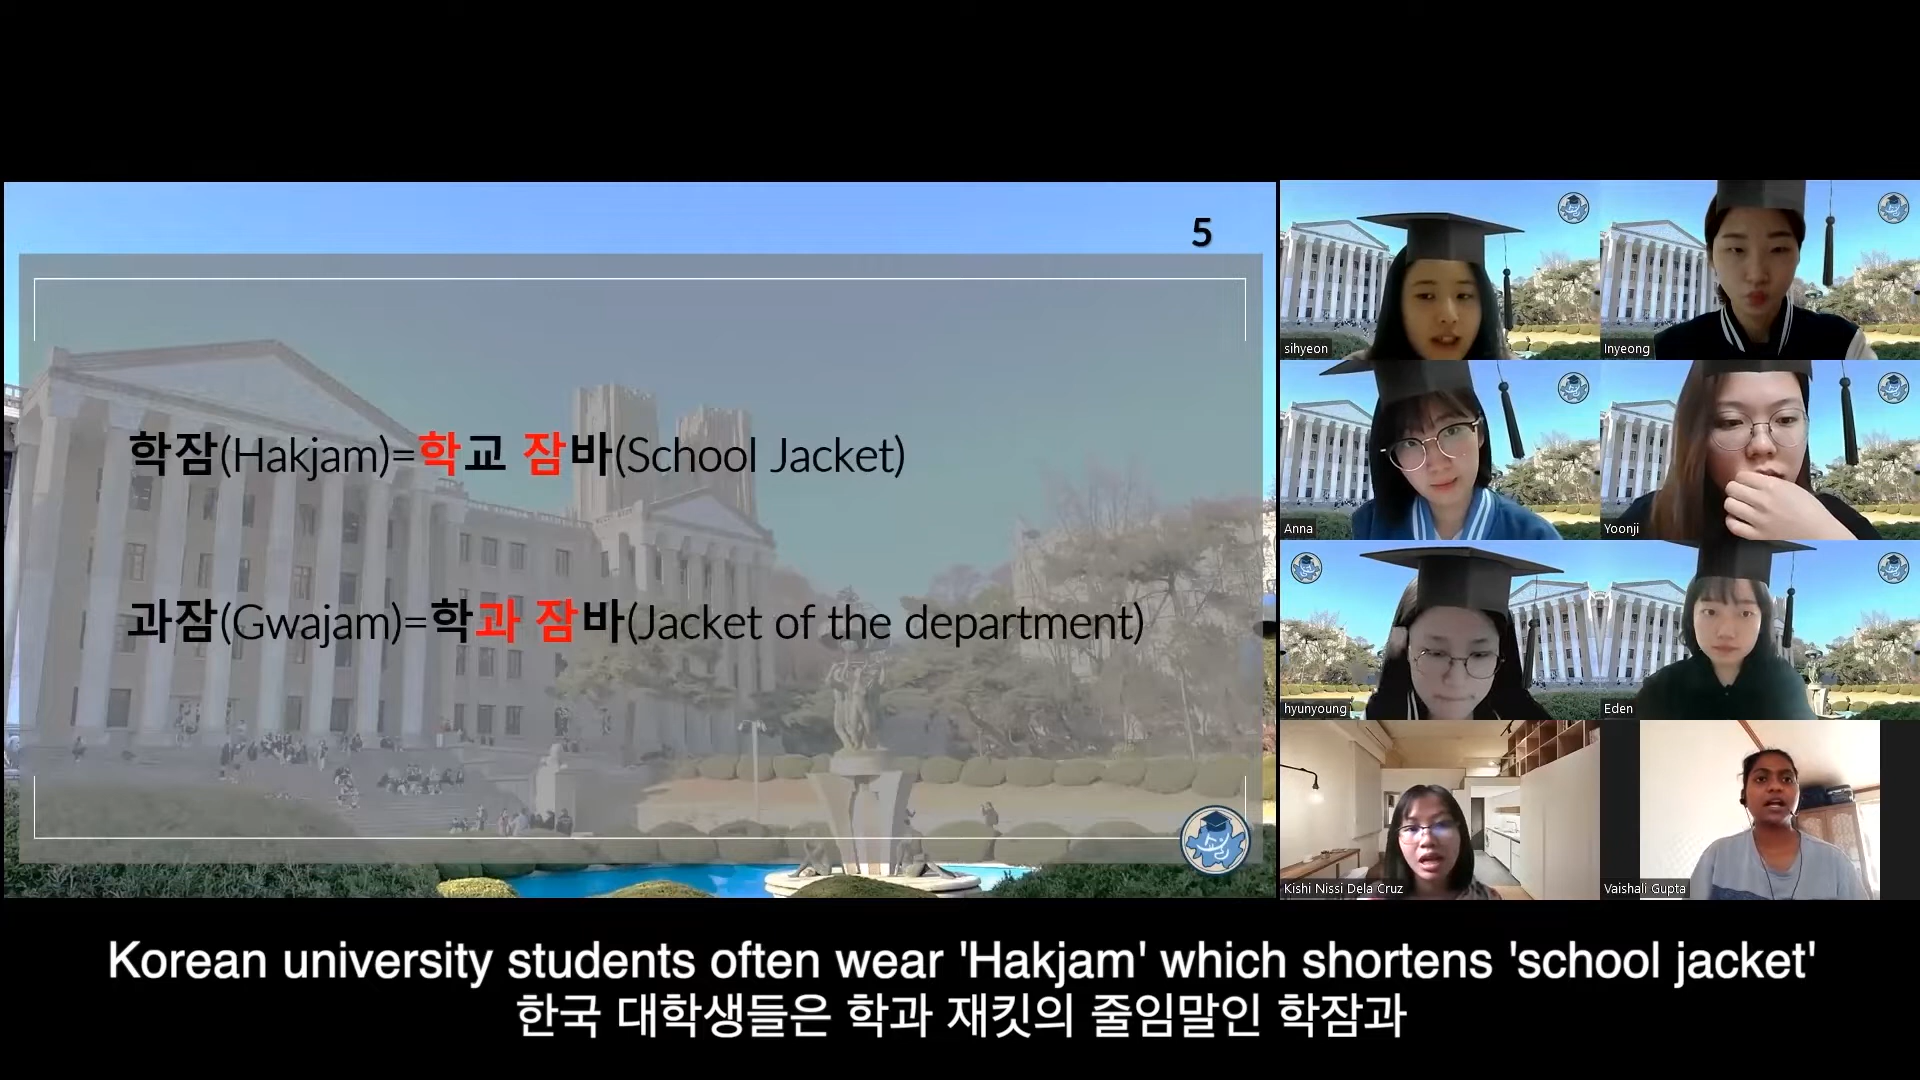 5
학잠(Hakjam)=학교 잠바(School Jacket)
과잠(Gwajam)=학과 잠바(Jacket of the department)
sihyeon
Inyeong
Anna
Yoonji
hyunyoung
Eden
Kishi Nissi Dela Cruz
Vaishali Gupta
Korean university students often wear 'Hakjam' which shortens 'school jacket'
한국 대학생들은 학과 재킷의 줄임말인 학잠과